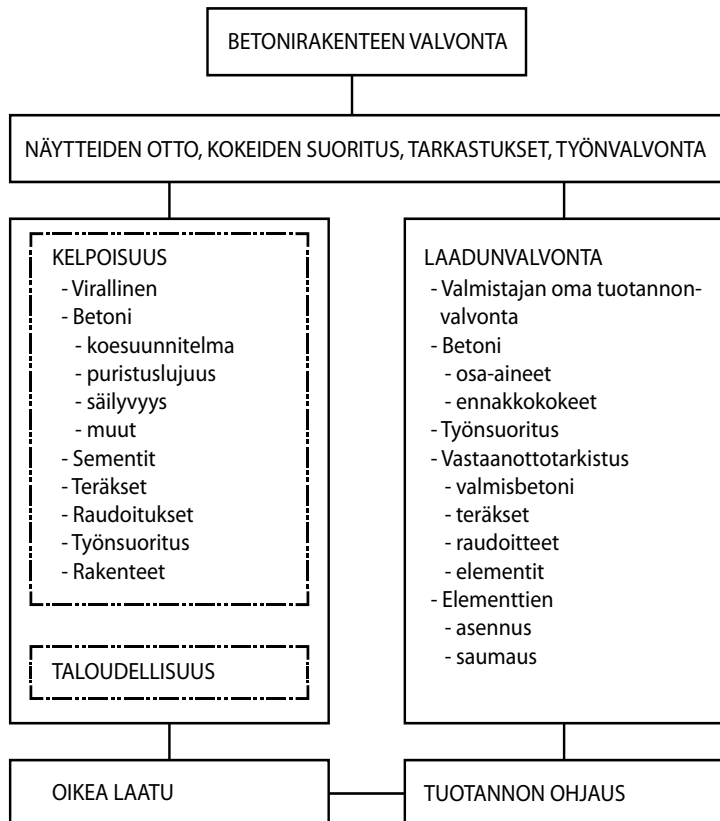 BETONIRAKENTEEN VALVONTA
NÄYTTEIDEN OTTO, KOKEIDEN SUORITUS, TARKASTUKSET, TYÖNVALVONTA
KELPOISUUS
- Virallinen
- Betoni
- koesuunnitelma
- puristuslujuus
- säilyvyys
- muut
- Sementit
- Teräkset
- Raudoitukset
- Työnsuoritus
- Rakenteet
TALOUDELLISUUS
LAADUNVALVONTA
- Valmistajan oma tuotannon-
valvonta
- Betoni
- osa-aineet
- ennakkokokeet
- Työnsuoritus
- Vastaanottotarkistus
- valmisbetoni
- teräkset
- raudoitteet
- elementit
- Elementtien
- asennus
- saumaus
OIKEA LAATU
TUOTANNON OHJAUS